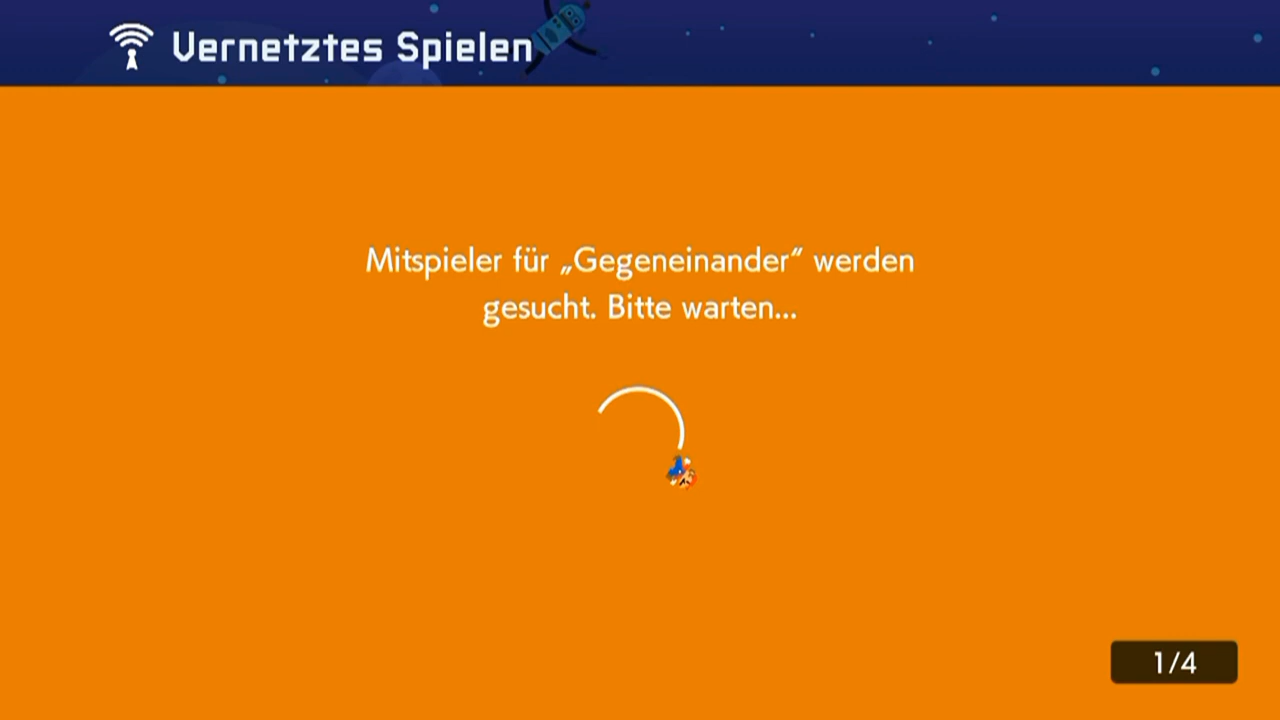 Vernetztes Spielen
Mitspieler für „Gegeneinander“ werden
gesucht. Bitte warten...
1/4